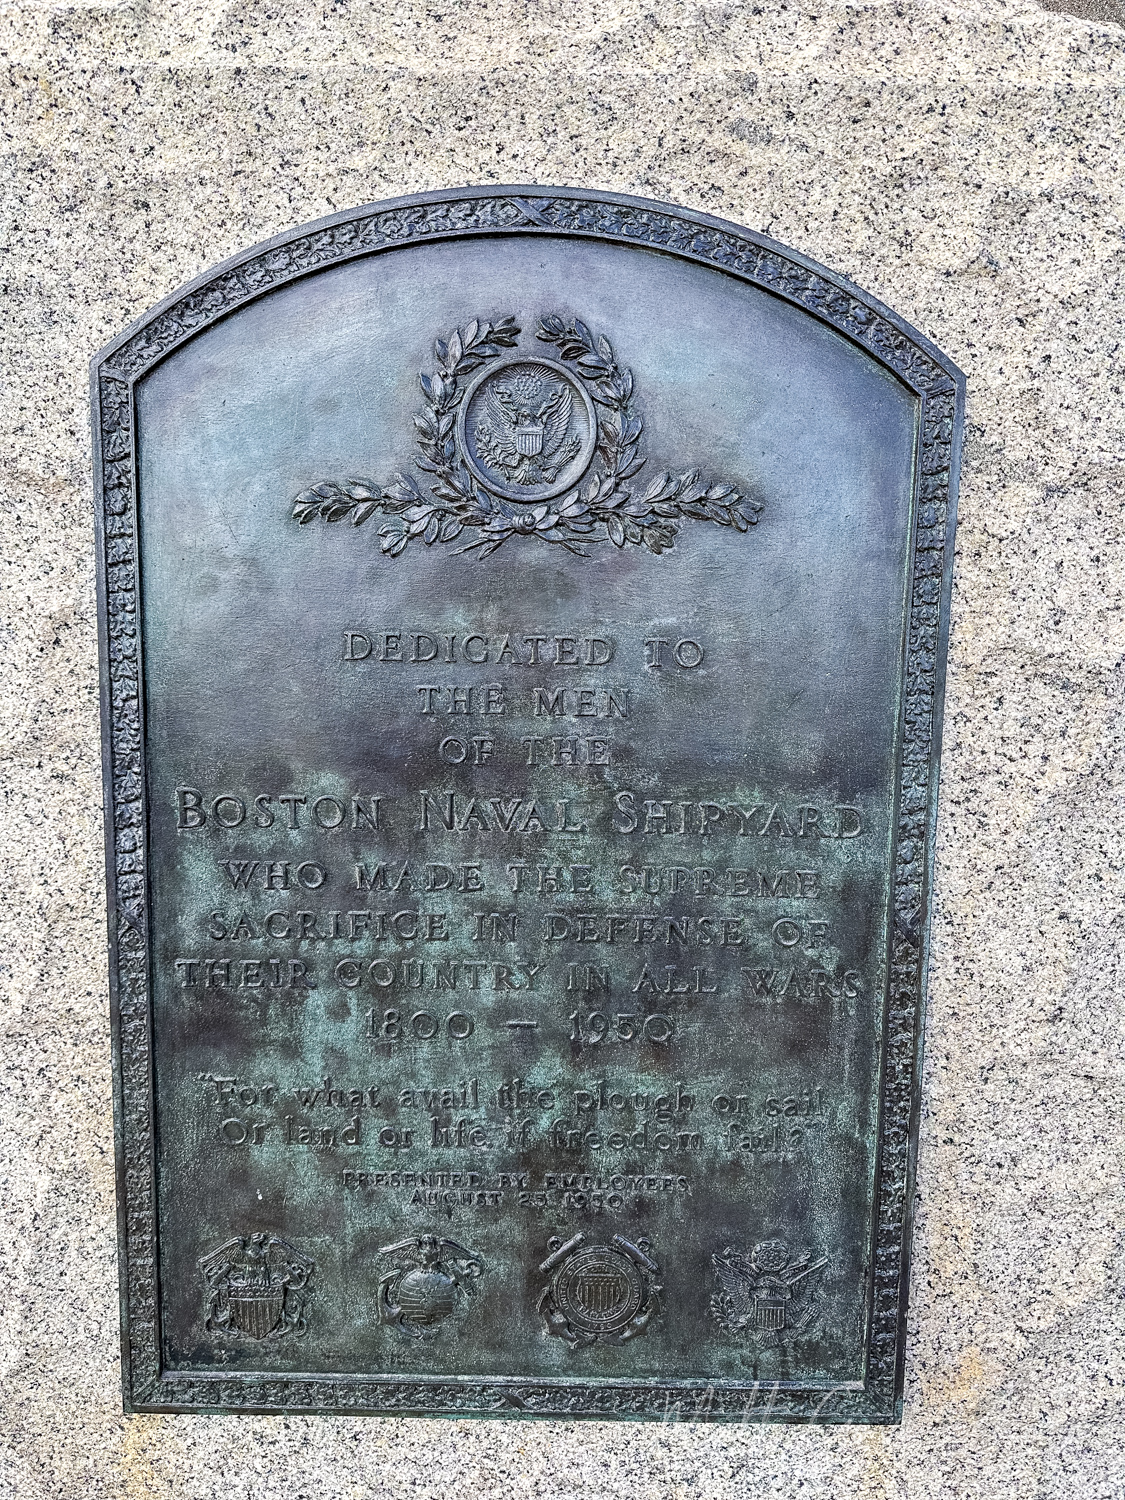 DEDICATED TO
THE MEN
OF THE
BOSTON NAVAL SHIPYARD
WHO MADE THE SUPREME
SACRIFICE IN DEFENSE OF
THEIR COUNTRY IN ALL WARS
1800 — 1950
"For what avail the plough or sail
Or land or life, if freedom fail?"
PRESENTED BY EMPLOYEES
AUGUST 25, 1950